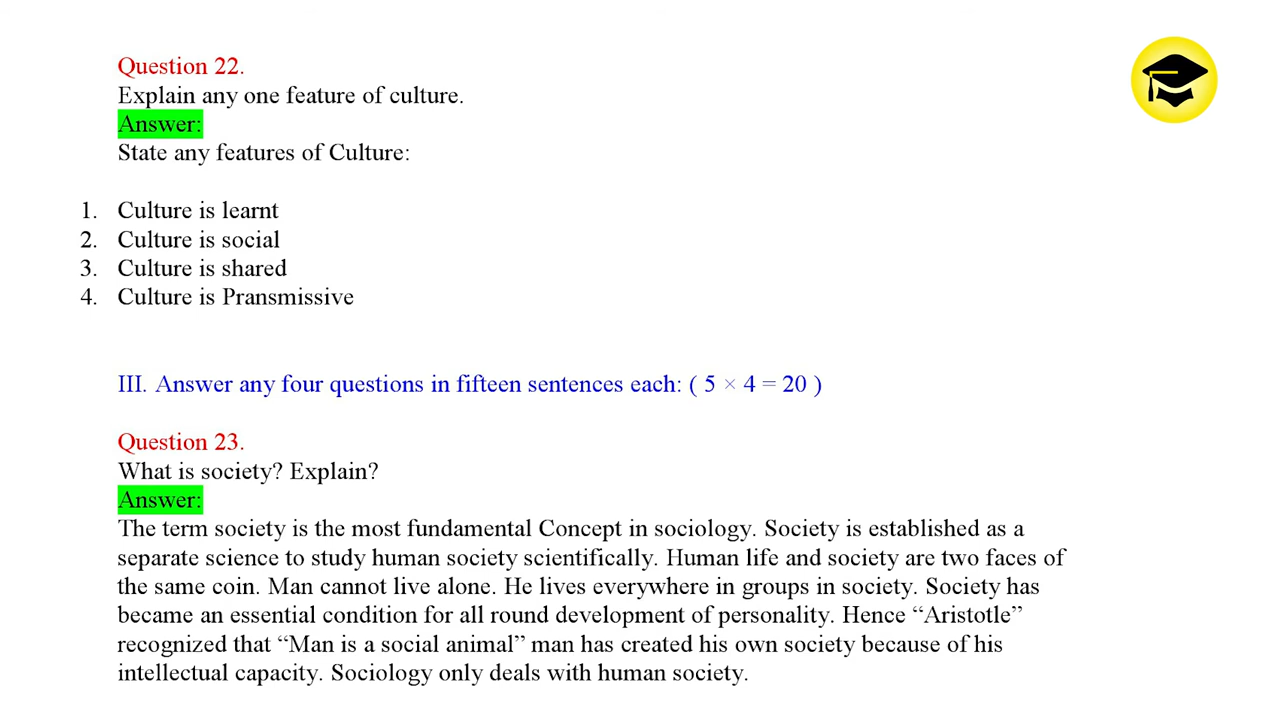 Question 22.
Explain any one feature of culture.
Answer:
State any features of Culture:
1. Culture is learnt
2. Culture is social
3. Culture is shared
4. Culture is Pransmissive
III. Answer any four questions in fifteen sentences each: ( 5 × 4 = 20 )
Question 23.
What is society? Explain?
Answer:
The term society is the most fundamental Concept in sociology. Society is established as a
separate science to study human society scientifically. Human life and society are two faces of
the same coin. Man cannot live alone. He lives everywhere in groups in society. Society has
became an essential condition for all round development of personality. Hence “Aristotle”
recognized that “Man is a social animal” man has created his own society because of his
intellectual capacity. Sociology only deals with human society.